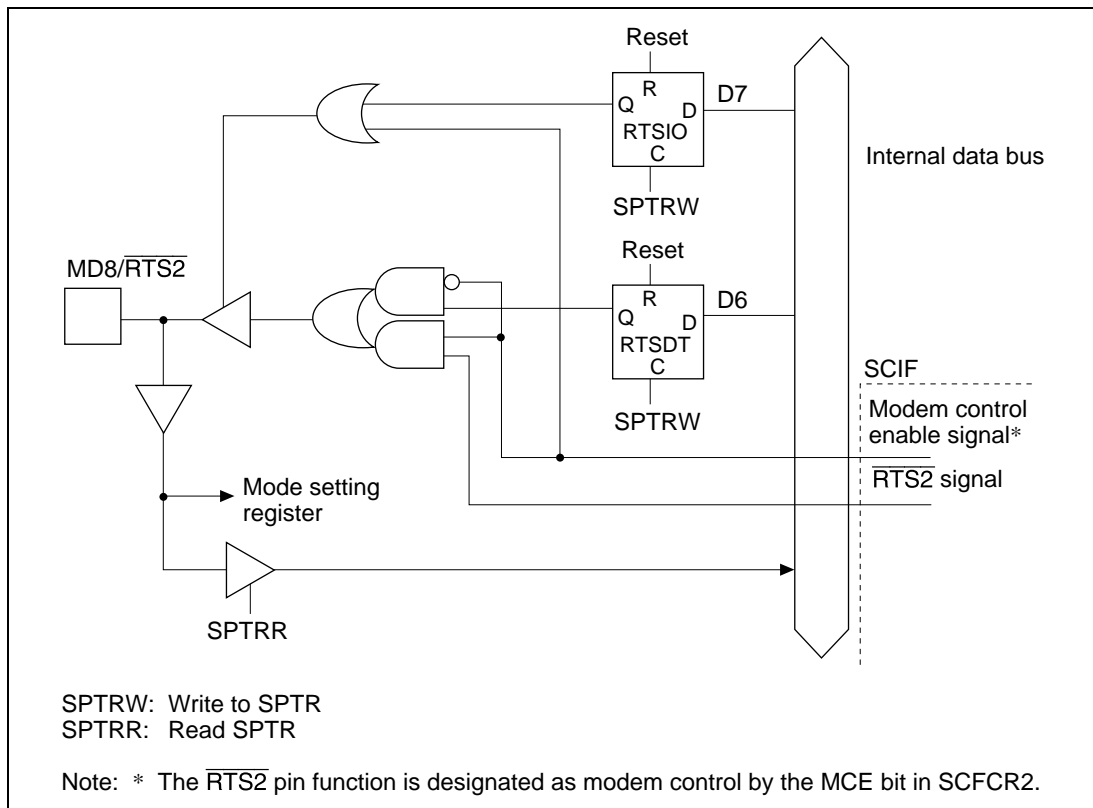 Reset
R
Q
D
D7
RTSIO
C
Internal data bus
SPTRW
Reset
MD8/RTS2
R
D6
Q
D
RTSDT
C
SCIF
SPTRW
Modem control
enable signal*
RTS2 signal
Mode setting
register
SPTRR
SPTRW: Write to SPTR
SPTRR: Read SPTR
Note: * The RTS2 pin function is designated as modem control by the MCE bit in SCFCR2.